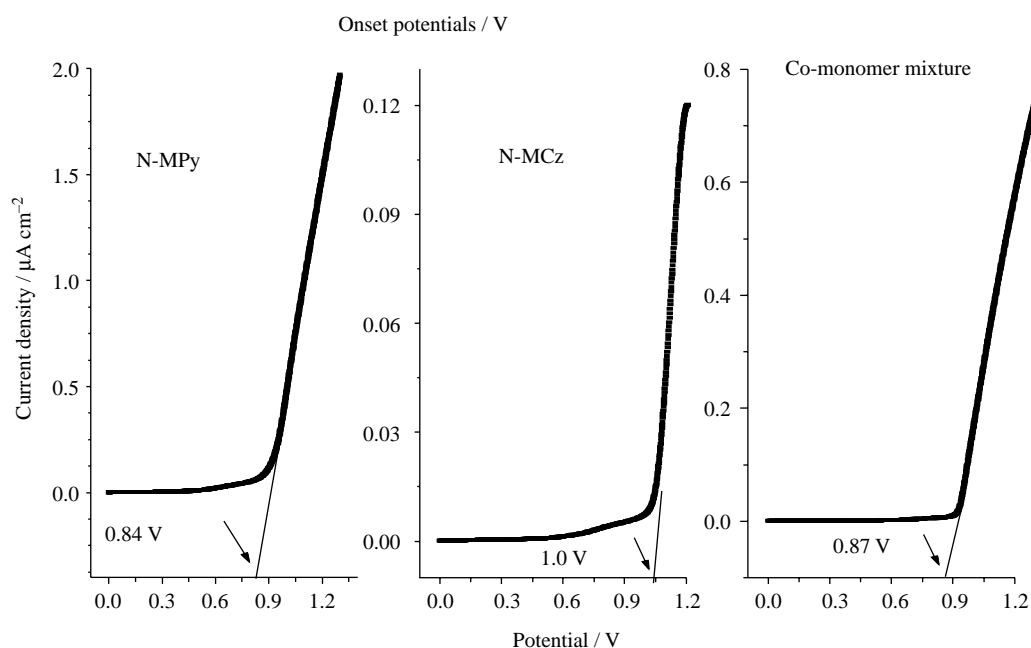 Onset potentials / V
Current density / μA cm−2
N-MPy
2.0
1.5
1.0
0.5
0.0
0.84 V
0.0 0.3 0.6 0.9 1.2
N-MCz
0.12
0.09
0.06
0.03
0.00
1.0 V
0.0 0.3 0.6 0.9 1.2
Co-monomer mixture
0.8
0.6
0.4
0.2
0.0
0.87 V
0.0 0.3 0.6 0.9 1.2
Potential / V